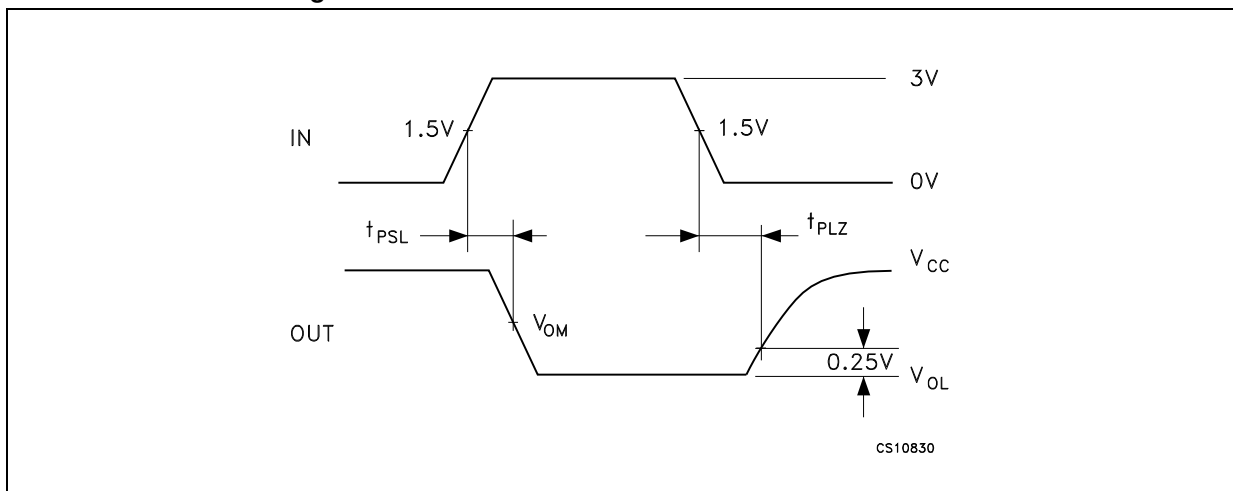 3V
1.5V
1.5V
IN
0V
tPSL
tPLZ
VCC
VOM
OUT
0.25V
VOL
CS10830